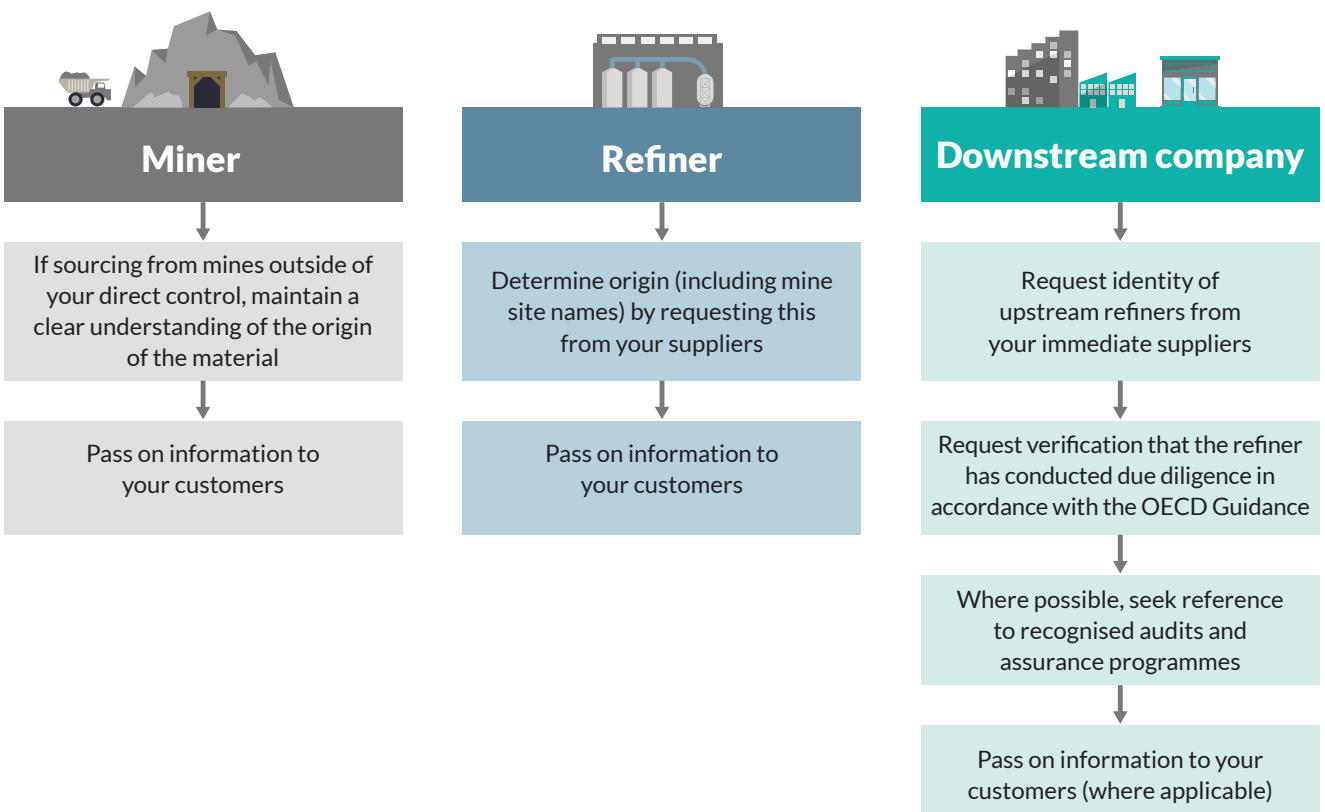 Miner
If sourcing from mines outside of
your direct control, maintain a
clear understanding of the origin
of the material
Pass on information to
your customers
Refiner
Determine origin (including mine
site names) by requesting this
from your suppliers
Pass on information to
your customers
Downstream company
Request identity of
upstream refiners from
your immediate suppliers
Request verification that the refiner
has conducted due diligence in
accordance with the OECD Guidance
Where possible, seek reference
to recognised audits and
assurance programmes
Pass on information to your
customers (where applicable)